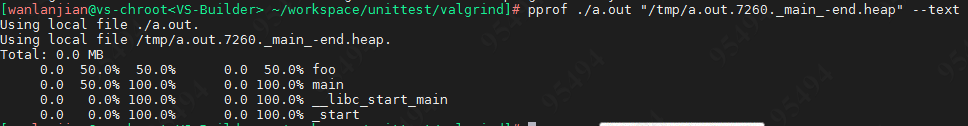 [wanlanjian@vs-chroot<VS-Builder> ~/workspace/unittest/valgrind]# pprof ./a.out "/tmp/a.out.7260._main_-end.heap" --text
Using local file ./a.out.
Using local file /tmp/a.out.7260._main_-end.heap.
Total: 0.0 MB
     0.0  50.0%  50.0%      0.0  50.0% foo
     0.0  50.0% 100.0%      0.0 100.0% main
     0.0   0.0% 100.0%      0.0 100.0% __libc_start_main
     0.0   0.0% 100.0%      0.0 100.0% _start